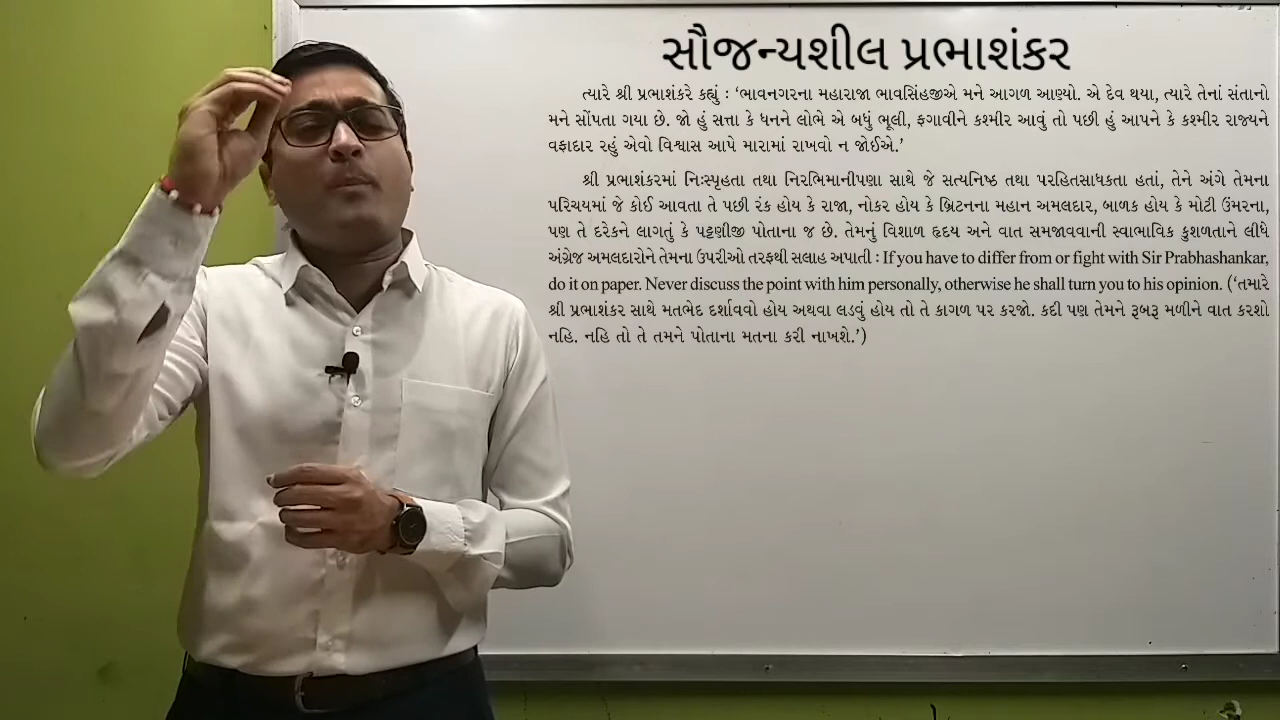 સૌજન્યશીલ પ્રભાશંકર
ત્યારે શ્રી પ્રભાશંકરે કહ્યું : ‘ભાવનગરના મહારાજા ભાવસિંહજીએ મને આગળ આણ્યો. એ દેવ થયા, ત્યારે તેનાં સંતાનો
મને સોંપતા ગયા છે. જો હું સત્તા કે ધનને લોભે એ બધું ભૂલી, ફગાવીને કશ્મીર આવું તો પછી હું આપને કે કશ્મીર રાજ્યને
વફાદાર રહું એવો વિશ્વાસ આપે મારામાં રાખવો ન જોઈએ.’
શ્રી પ્રભાશંકરમાં નિઃસ્પૃહતા તથા નિરભિમાનીપણા સાથે જે સત્યનિષ્ઠ તથા પરહિતસાધકતા હતાં, તેને અંગે તેમના
પરિચયમાં જે કોઈ આવતા તે પછી રંક હોય કે રાજા, નોકર હોય કે બ્રિટનના મહાન અમલદાર, બાળક હોય કે મોટી ઉંમરના,
પણ તે દરેકને લાગતું કે પટ્ટણીજી પોતાના જ છે. તેમનું વિશાળ હૃદય અને વાત સમજાવવાની સ્વાભાવિક કુશળતાને લીધે
અંગ્રેજ અમલદારોને તેમના ઉપરીઓ તરફથી સલાહ અપાતી : If you have to differ from or fight with Sir Prabhashankar,
do it on paper. Never discuss the point with him personally, otherwise he shall turn you to his opinion. (‘તમારે
શ્રી પ્રભાશંકર સાથે મતભેદ દર્શાવવો હોય અથવા લડવું હોય તો તે કાગળ પર કરજો. કદી પણ તેમને રૂબરૂ મળીને વાત કરશો
નહિ. નહિ તો તે તમને પોતાના મતના કરી નાખશે.’)